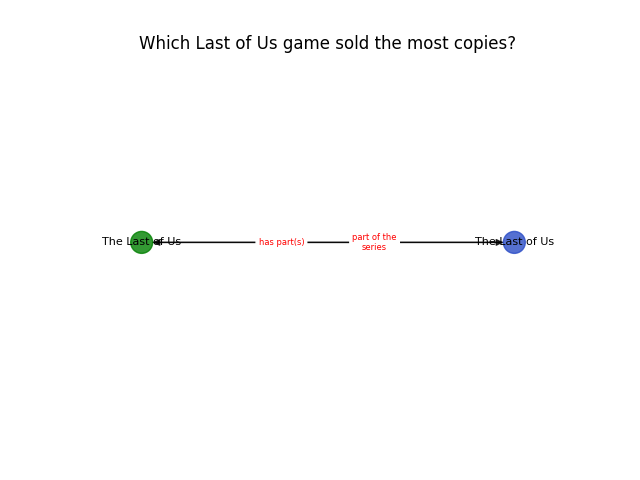 Which Last of Us game sold the most copies?
The Last of Us
has part(s)
part of the
series
The Last of Us